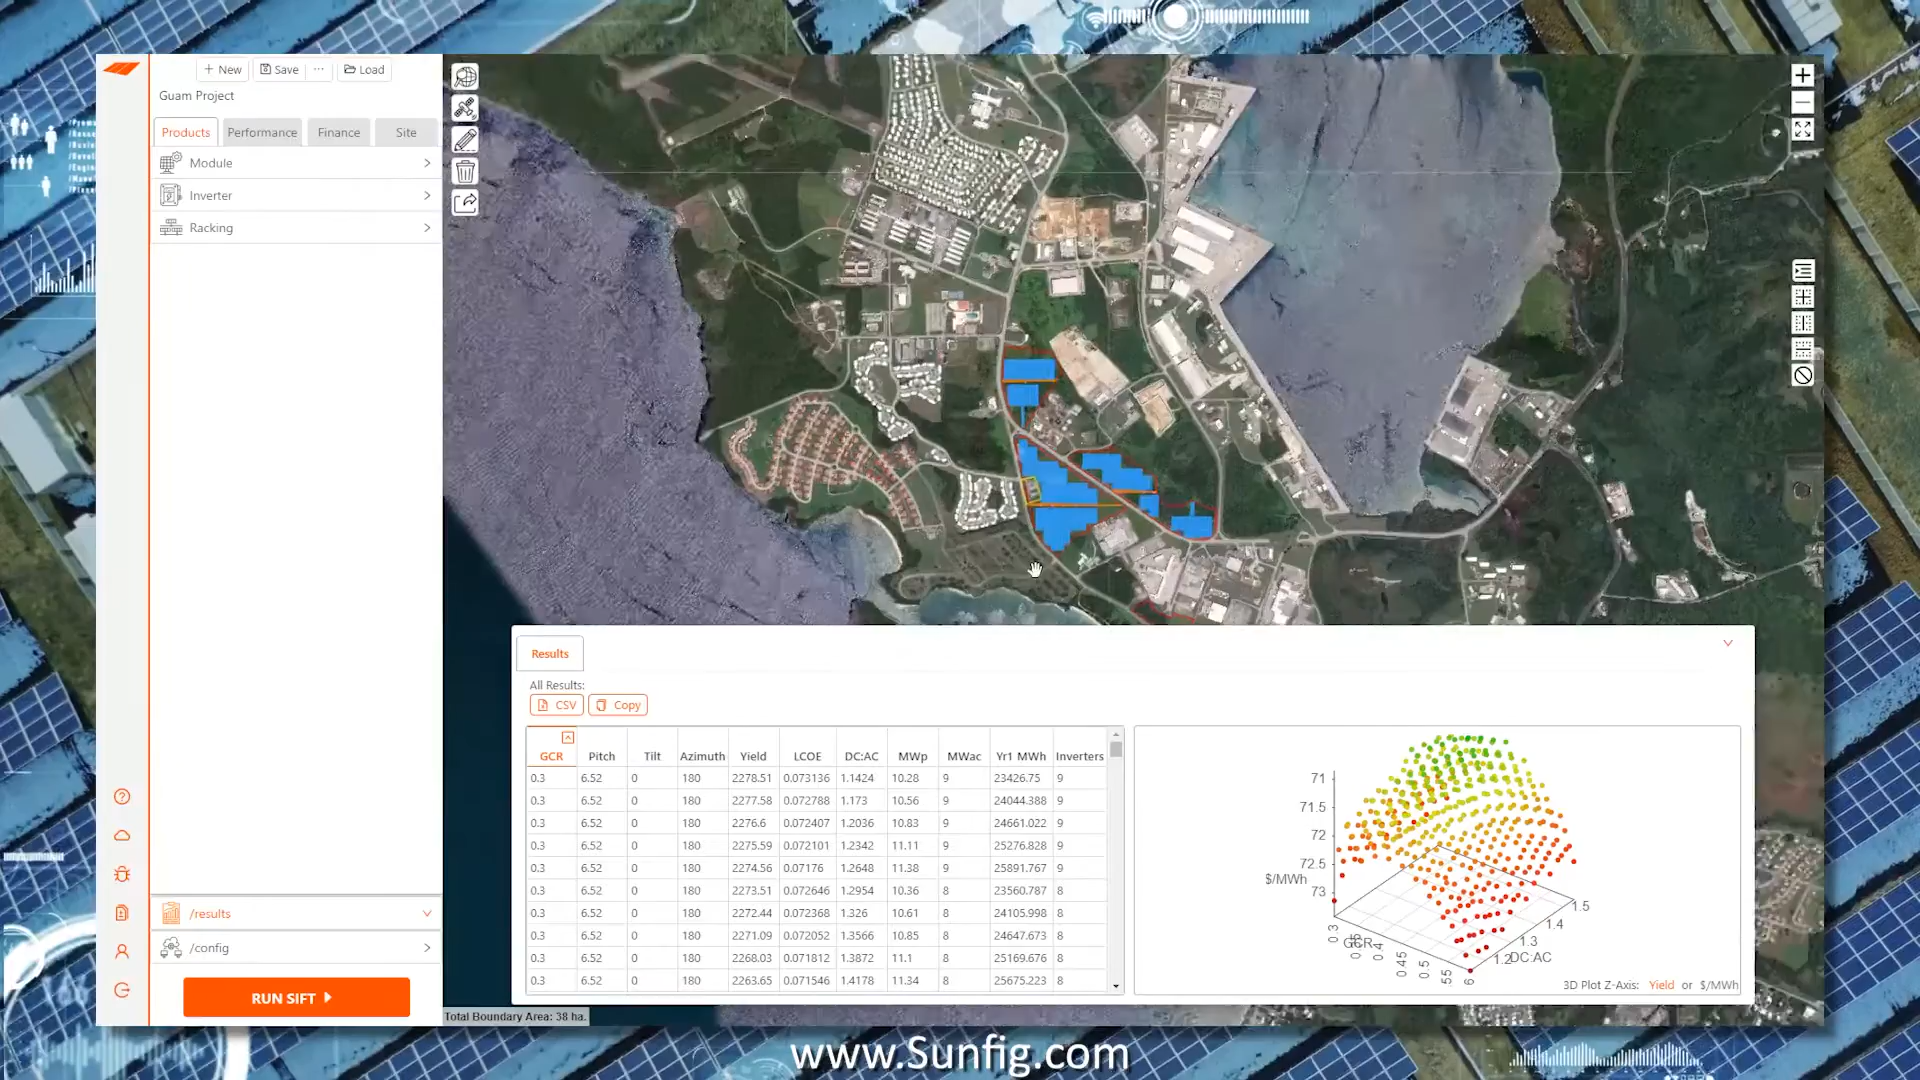 New
Save
...
Load
Guam Project
Products
Performance
Finance
Site
Module
Inverter
Racking
/results
/config
RUN SIFT
Total Boundary Area: 38 ha.
Results
All Results:
CSV
Copy
GCR Pitch Tilt Azimuth Yield LCOE DC:AC MWp MWac Yr1 MWh Inverters
0.3 6.52 0 180 2278.51 0.073136 1.1424 10.28 9 23426.75 9
0.3 6.52 0 180 2277.58 0.072788 1.173 10.56 9 24044.388 9
0.3 6.52 0 180 2276.6 0.072407 1.2036 10.83 9 24661.022 9
0.3 6.52 0 180 2275.59 0.072101 1.2342 11.11 9 25276.828 9
0.3 6.52 0 180 2274.56 0.07176 1.2648 11.38 9 25891.767 9
0.3 6.52 0 180 2273.51 0.072646 1.2954 10.36 8 23560.787 8
0.3 6.52 0 180 2272.44 0.072368 1.326 10.61 8 24105.998 8
0.3 6.52 0 180 2271.09 0.072052 1.3566 10.85 8 24647.673 8
0.3 6.52 0 180 2268.03 0.071812 1.3872 11.1 8 25169.676 8
0.3 6.52 0 180 2263.65 0.071546 1.4178 11.34 8 25675.223 8
71
71.5
72
72.5
73
$/MWh
0.3
GCR
0.4
0.45
0.5
1.2
DC:AC
1.3
1.4
1.5
3D Plot Z-Axis: Yield or $/MWh
www.Sunfig.com